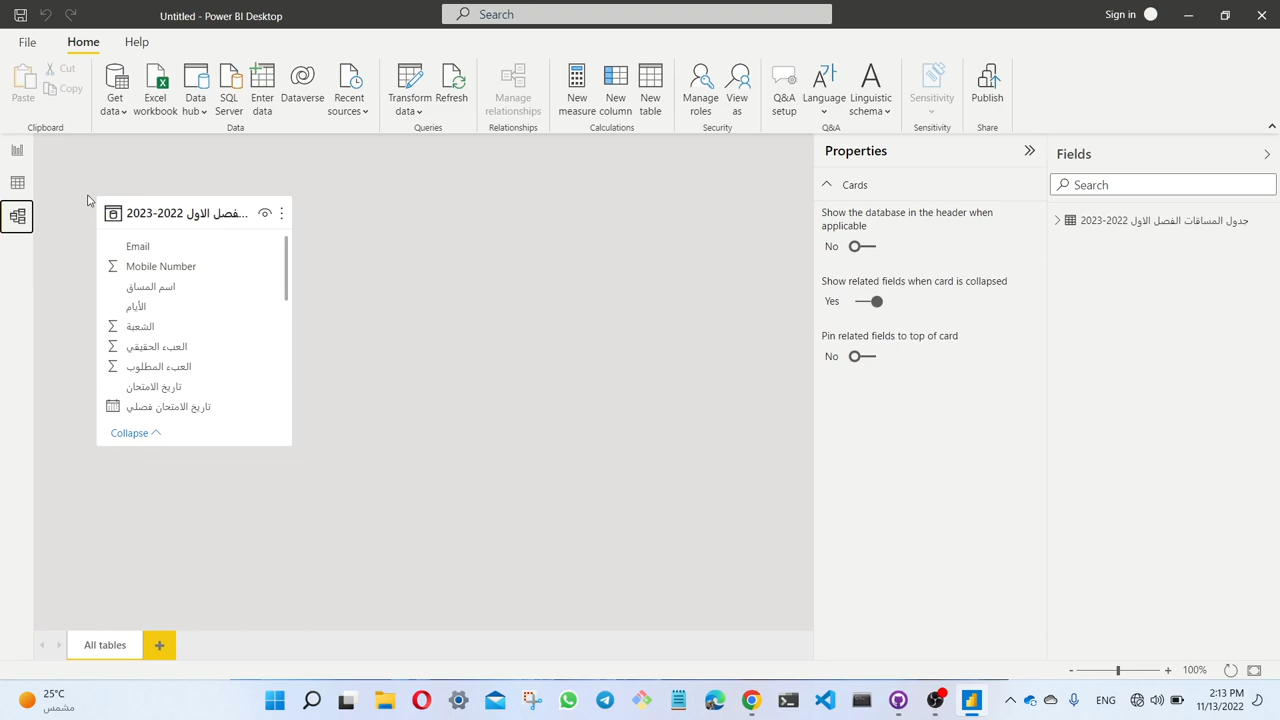 Untitled - Power BI Desktop
Search
Sign in
File
Home
Help
Paste
Cut
Copy
Clipboard
Get data
Excel workbook
Data hub
SQL Server
Enter data
Dataverse
Recent sources
Data
Transform data
Refresh
Queries
Manage relationships
Relationships
New measure
New column
New table
Calculations
Manage roles
View as
Security
Q&A setup
Language
Linguistic schema
Q&A
Sensitivity
Sensitivity
Publish
Share
...فصل الاول 2022-2023
Email
Mobile Number
اسم المساق
الأيام
الشعبة
العبء الحقيقي
العبء المطلوب
تاريخ الامتحان
تاريخ الامتحان فصلي
Collapse
Properties
Cards
Show the database in the header when
applicable
No
Show related fields when card is collapsed
Yes
Pin related fields to top of card
No
Fields
Search
جدول المساقات الفصل الاول 2022-2023
All tables
100%
25°C
مشمس
ENG
2:13 PM
11/13/2022